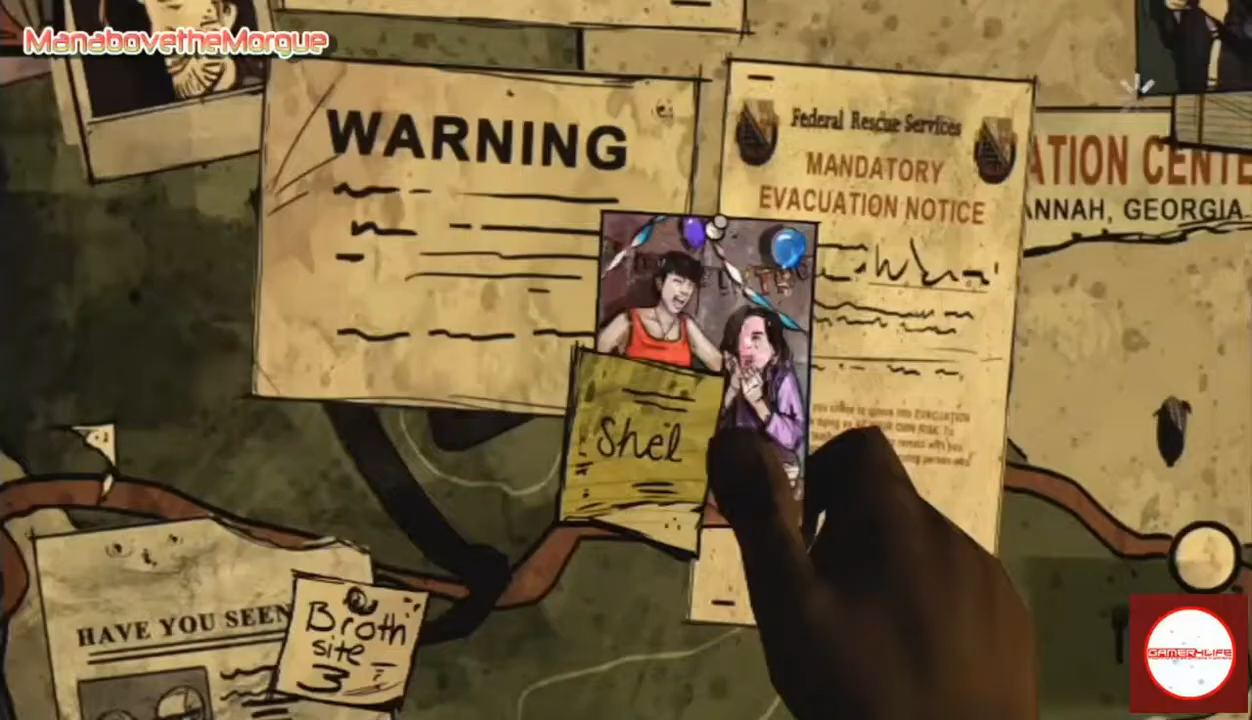 ManabovetheMorgue
WARNING
Federal Rescue Services
MANDATORY
EVACUATION NOTICE
ATION CENTE
ANNAH, GEORGIA
Shel
HAVE YOU SEEN
Broth
site
3
GAMER4LIFE